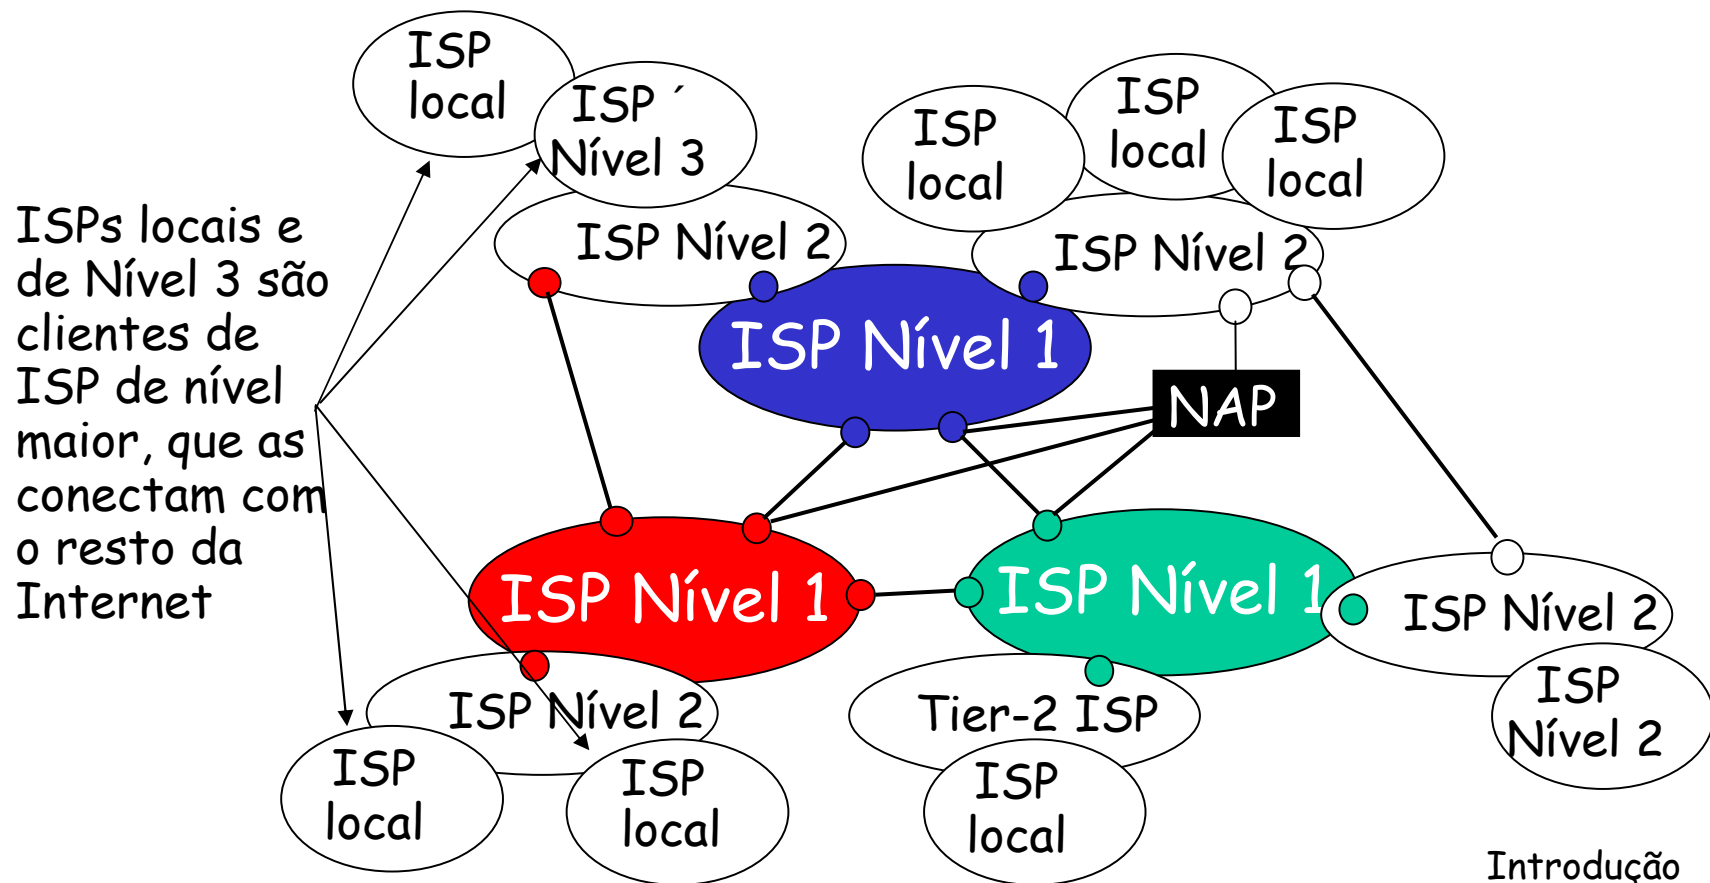 ISP
local
ISP ´
Nível 3
ISP
local
ISP
local
ISP
local
ISPs locais e
de Nível 3 são
clientes de
ISP de nível
maior, que as
conectam com
o resto da
Internet
ISP Nível 2
ISP Nível 2
ISP Nível 1
NAP
ISP Nível 1
ISP Nível 1
ISP Nível 2
ISP Nível 2
Tier-2 ISP
ISP
Nível 2
ISP
local
ISP
local
ISP
local
Introdução